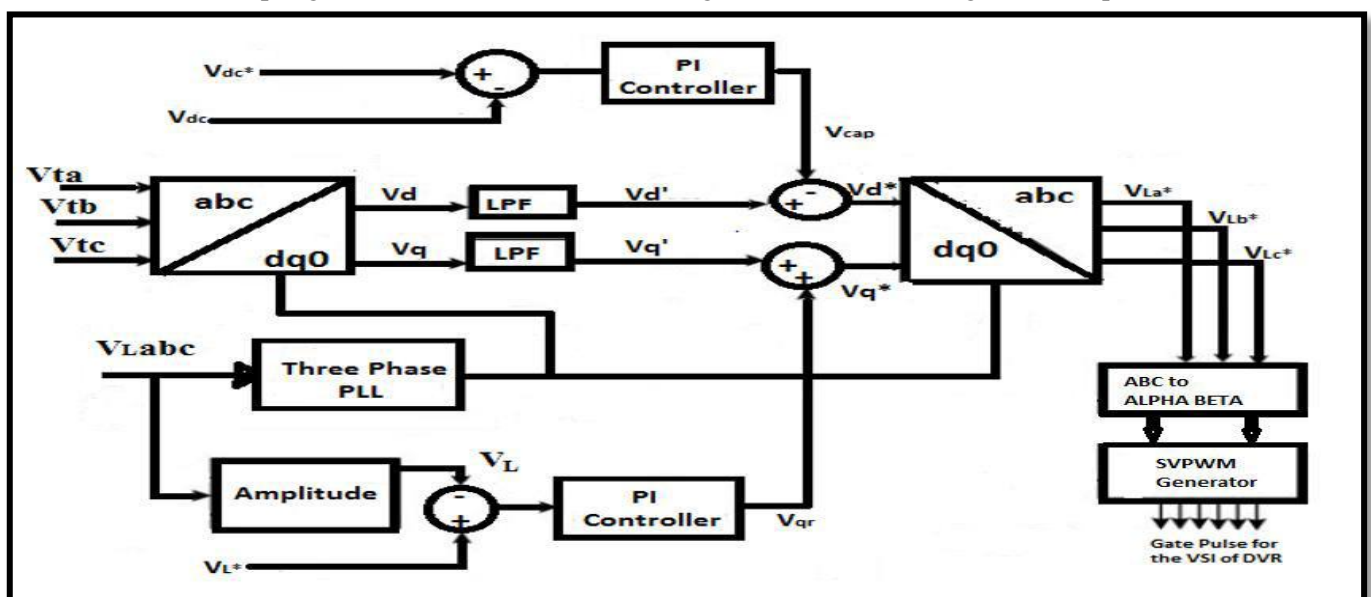 Vdc*
Vdc
+
-
PI
Controller
Vcap
Vta
Vtb
Vtc
abc
dq0
Vd
LPF
Vd'
-
+
Vd*
Vq
LPF
Vq'
+
+
Vq*
abc
dq0
VLa*
VLb*
VLc*
VLabc
Three Phase
PLL
ABC to
ALPHA BETA
SVPWM
Generator
Gate Pulse for
the VSI of DVR
Amplitude
VL
-
+
VL*
PI
Controller
Vqr